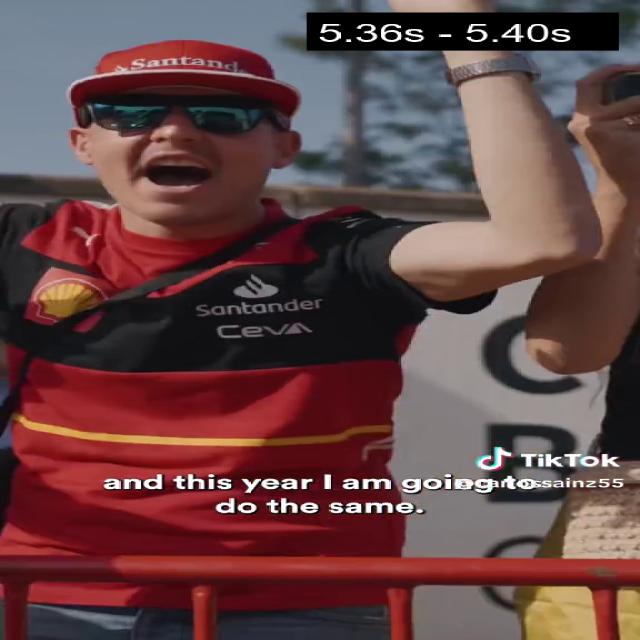 5.36s - 5.40s
Santand
Santander
Ceva
C
B
TikTok
and this year I am going to
do the same.